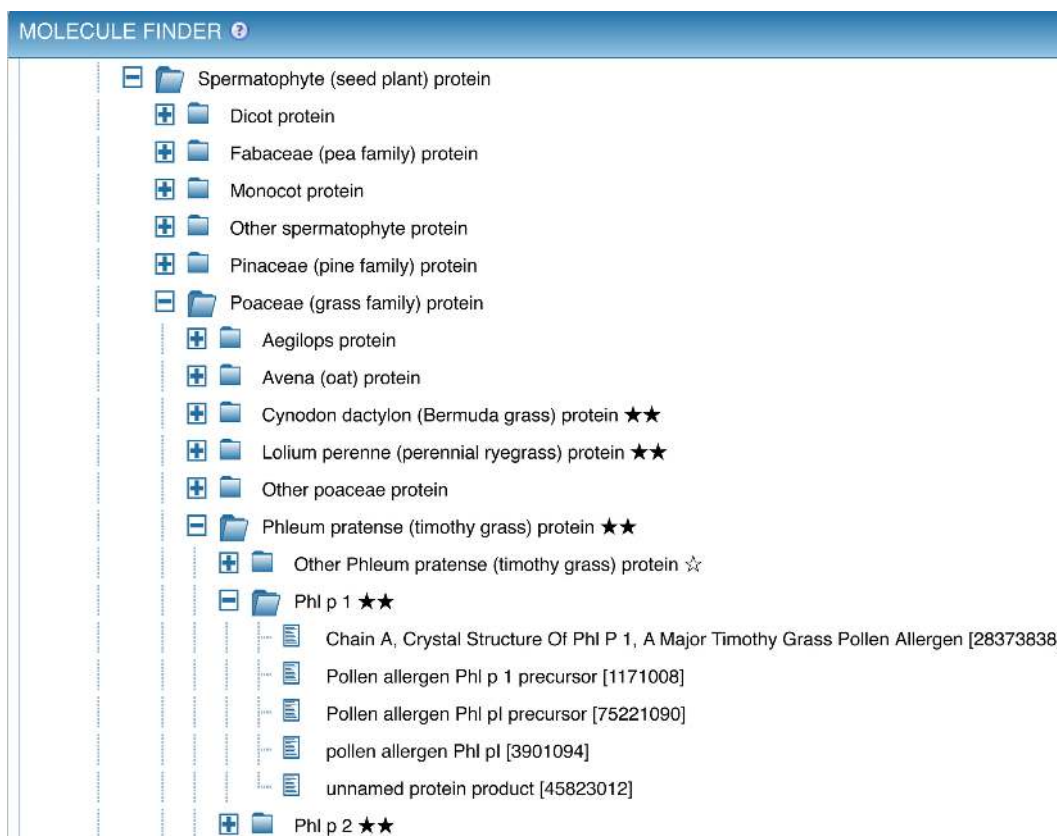 MOLECULE FINDER ?
Spermatophyte (seed plant) protein
Dicot protein
Fabaceae (pea family) protein
Monocot protein
Other spermatophyte protein
Pinaceae (pine family) protein
Poaceae (grass family) protein
Aegilops protein
Avena (oat) protein
Cynodon dactylon (Bermuda grass) protein ★★
Lolium perenne (perennial ryegrass) protein ★★
Other poaceae protein
Phleum pratense (timothy grass) protein ★★
Other Phleum pratense (timothy grass) protein ☆
Phl p 1 ★★
Chain A, Crystal Structure Of Phl P 1, A Major Timothy Grass Pollen Allergen [28373838
Pollen allergen Phl p 1 precursor [1171008]
Pollen allergen Phl pI precursor [75221090]
pollen allergen Phl pI [3901094]
unnamed protein product [45823012]
Phl p 2 ★★